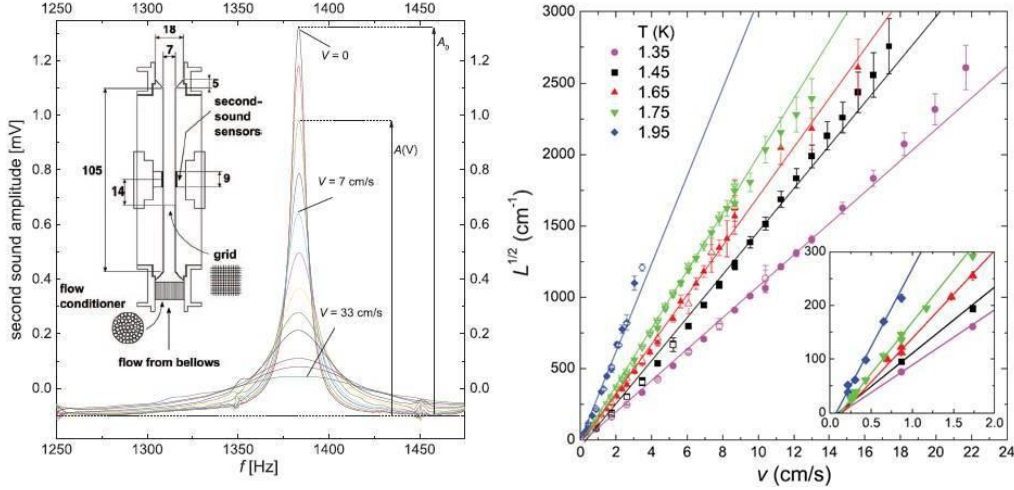 1250 1300 1350 1400 1450
18
7
5
second-
sound
sensors
105
14
9
grid
flow
conditioner
flow from bellows
V = 0
A₀
A(V)
V = 7 cm/s
V = 33 cm/s
second sound amplitude [mV]
1.2
1.0
0.8
0.6
0.4
0.2
0.0
1.2
1.0
0.8
0.6
0.4
0.2
0.0
1250 1300 1350 1400 1450
f [Hz]
L^1/2 (cm⁻¹)
3000
2500
2000
1500
1000
500
0
T (K)
1.35
1.45
1.65
1.75
1.95
300
200
100
0
0.0 0.5 1.0 1.5 2.0
0 2 4 6 8 10 12 14 16 18 20 22 24
v (cm/s)